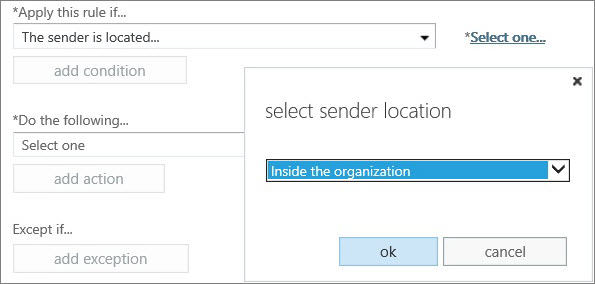 *Apply this rule if...
The sender is located...
*Select one...
add condition
*Do the following...
Select one
add action
Except if...
add exception
select sender location
Inside the organization
ok
cancel